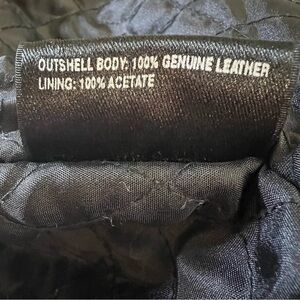 OUTSHELL BODY: 100% GENUINE LEATHER
LINING: 100% ACETATE